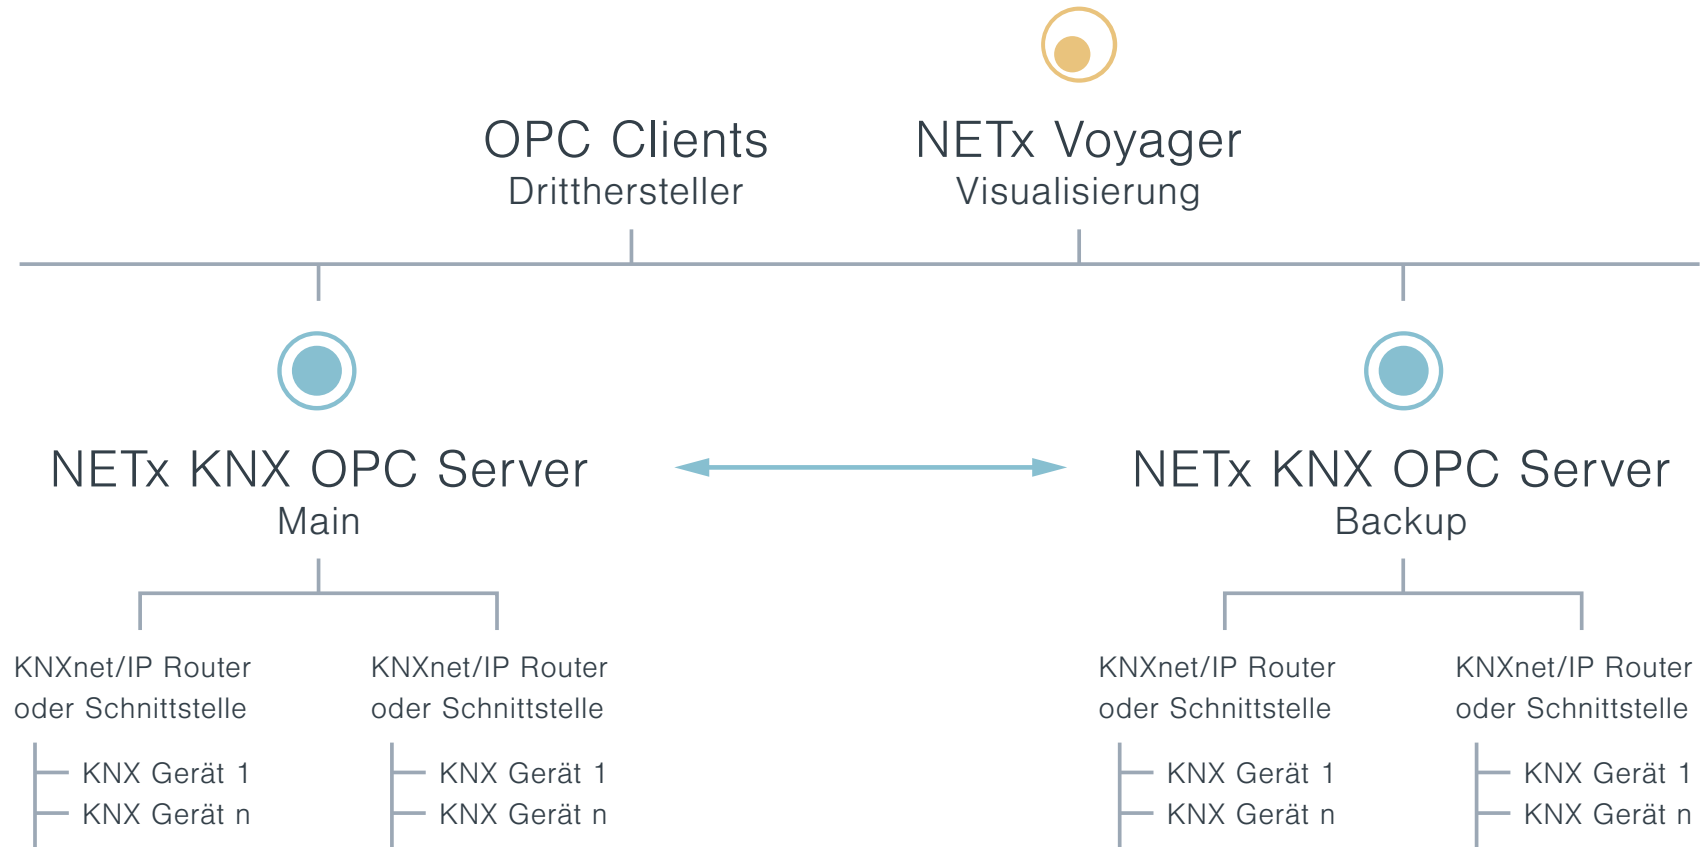 OPC Clients
Dritthersteller
NETx Voyager
Visualisierung
NETx KNX OPC Server
Main
NETx KNX OPC Server
Backup
KNXnet/IP Router
oder Schnittstelle
KNX Gerät 1
KNX Gerät n
KNXnet/IP Router
oder Schnittstelle
KNX Gerät 1
KNX Gerät n
KNXnet/IP Router
oder Schnittstelle
KNX Gerät 1
KNX Gerät n
KNXnet/IP Router
oder Schnittstelle
KNX Gerät 1
KNX Gerät n